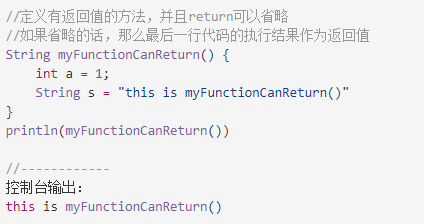 //定义有返回值的方法，并且return可以省略
//如果省略的话，那么最后一行代码的执行结果作为返回值
String myFunctionCanReturn() {
    int a = 1;
    String s = "this is myFunctionCanReturn()"
}
println(myFunctionCanReturn())

//------------
控制台输出：
this is myFunctionCanReturn()